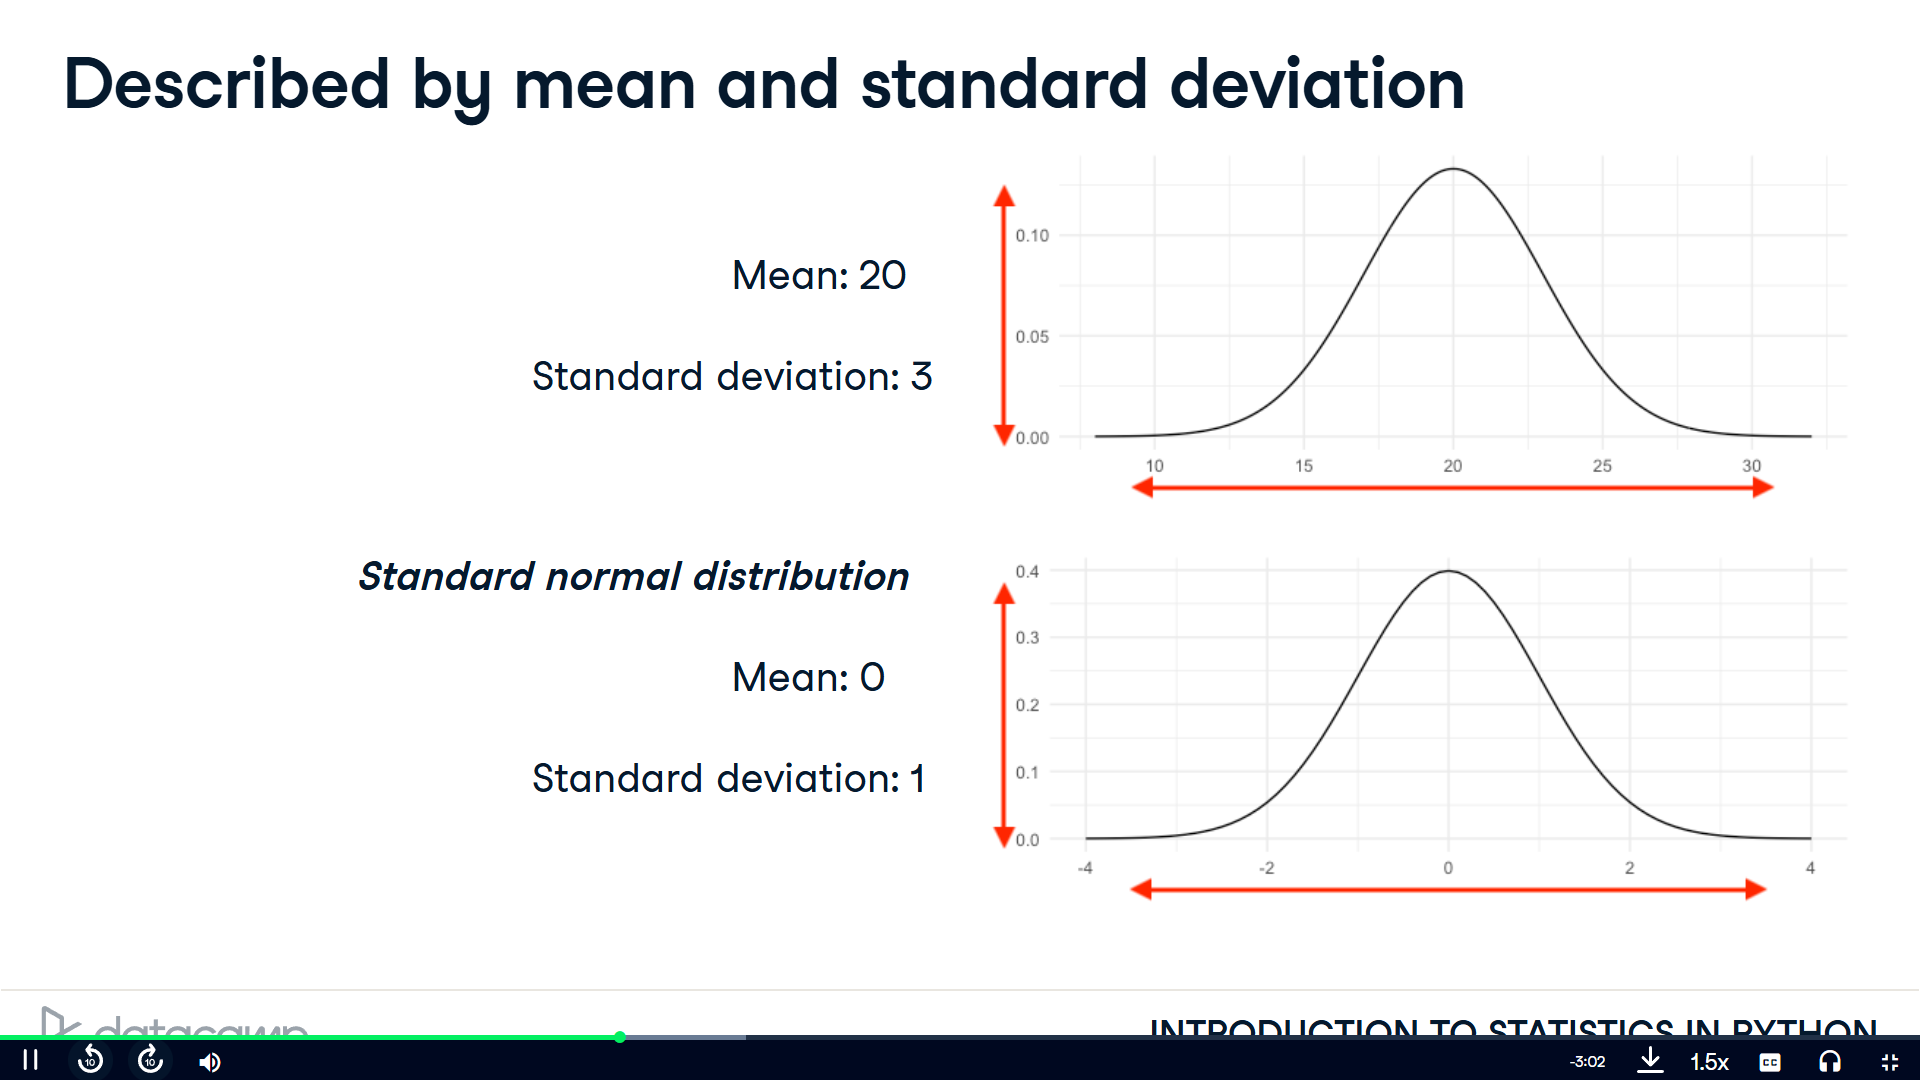 Described by mean and standard deviation
Mean: 20
Standard deviation: 3
0.10
0.05
0.00
10 15 20 25 30
Standard normal distribution
Mean: 0
Standard deviation: 1
0.4
0.3
0.2
0.1
0.0
-4 -2 0 2 4
datacamp
INTRODUCTION TO STATISTICS IN PYTHON
10 10 -3:02 1.5x CC